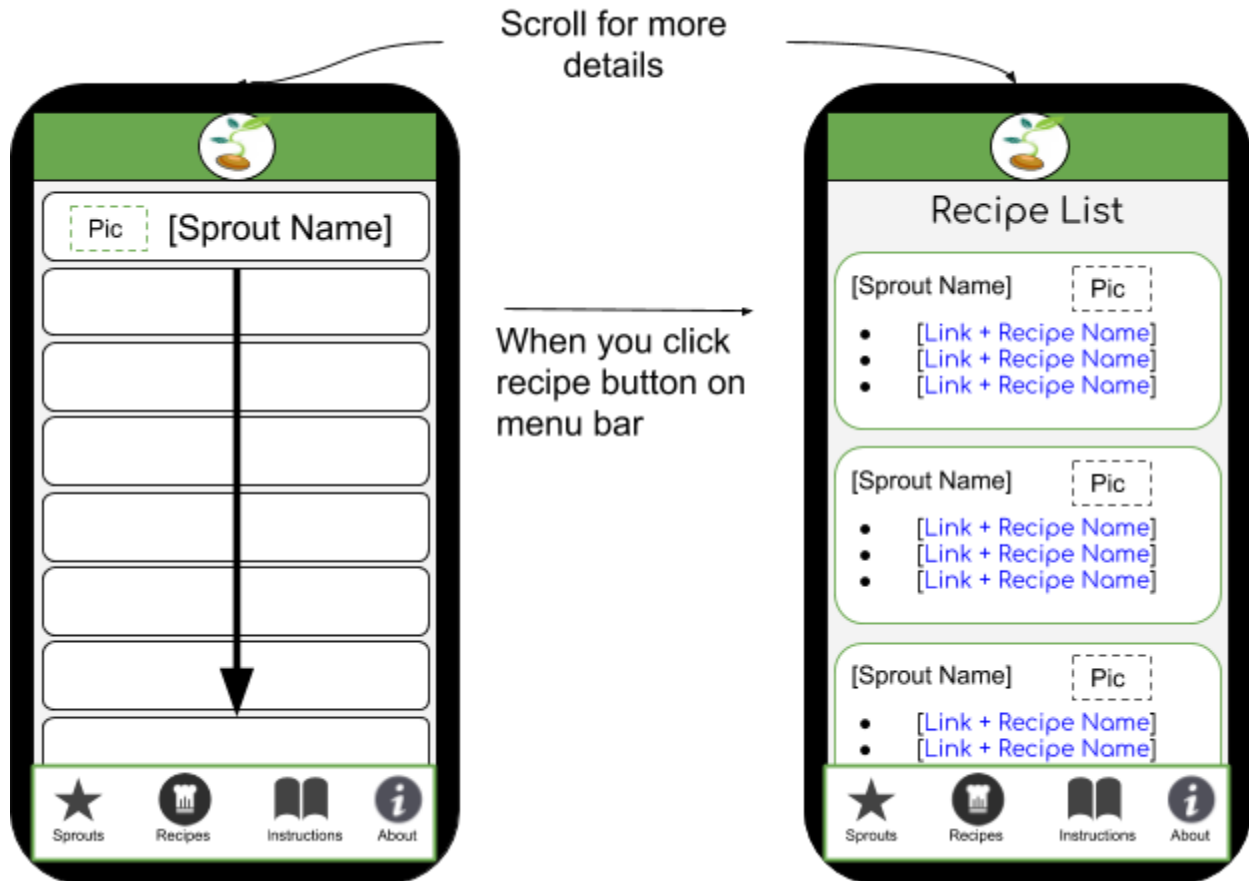 Scroll for more
details
Pic [Sprout Name]
Sprouts Recipes Instructions About
When you click
recipe button on
menu bar
Recipe List
[Sprout Name] Pic
• [Link + Recipe Name]
• [Link + Recipe Name]
• [Link + Recipe Name]
[Sprout Name] Pic
• [Link + Recipe Name]
• [Link + Recipe Name]
• [Link + Recipe Name]
[Sprout Name] Pic
• [Link + Recipe Name]
• [Link + Recipe Name]
Sprouts Recipes Instructions About